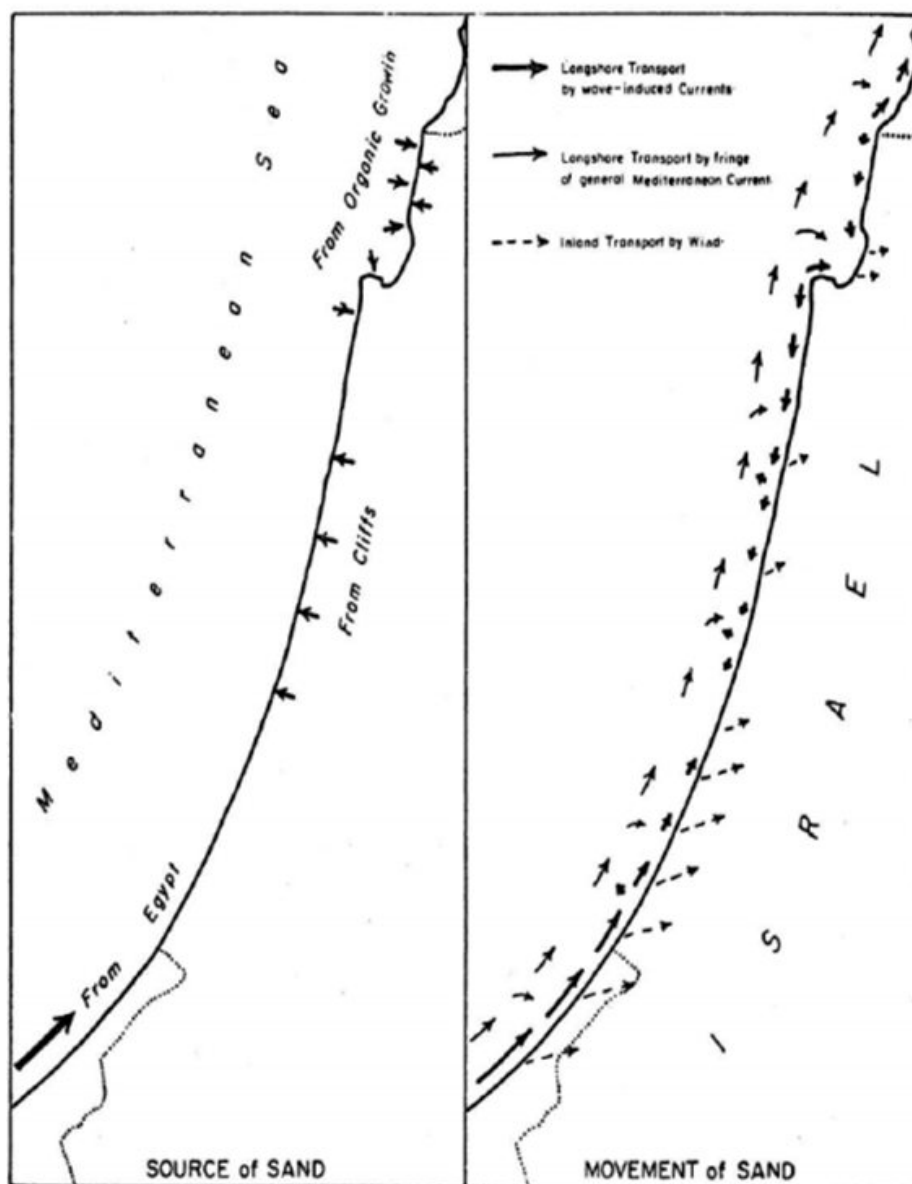 Mediterranean Sea
From Organic Growth
From Cliffs
From Egypt
SOURCE of SAND
Longshore Transport
by wave-induced Currents
Longshore Transport by fringe
of general Mediterranean Current
Inland Transport by Wind
ISRAEL
MOVEMENT of SAND